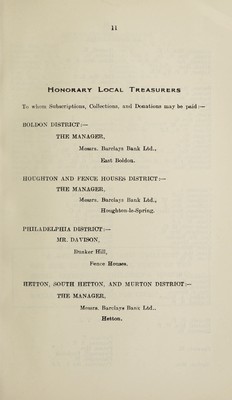 11
HONORARY LOCAL TREASURERS
To whom Subscriptions, Collections, and Donations may be paid:—
BOLDON DISTRICT:—
THE MANAGER,
Messrs. Barclays Bank Ltd.,
East Boldon.
HOUGHTON AND FENCE HOUSES DISTRICT:—
THE MANAGER,
Messrs. Barclays Bank Ltd.,
Houghton-le-Spring.
PHILADELPHIA DISTRICT:—
MR. DAVISON,
Bunker Hill,
Fence Houses.
HETTON, SOUTH HETTON, AND MURTON DISTRICT:—
THE MANAGER,
Messrs. Barclays Bank Ltd.,
Hetton.